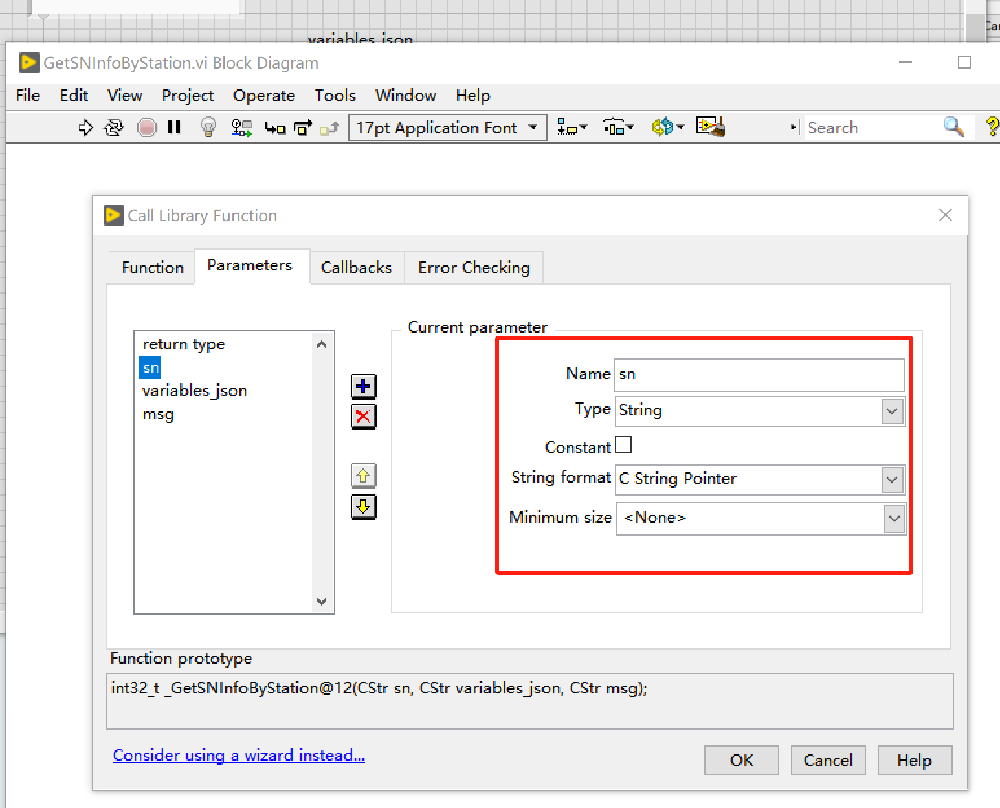 variables_json
Car
GetSNInfoByStation.vi Block Diagram
File Edit View Project Operate Tools Window Help
17pt Application Font
Search
?
Call Library Function
Function Parameters Callbacks Error Checking
return type
sn
variables_json
msg
Current parameter
Name sn
Type String
Constant
String format C String Pointer
Minimum size <None>
Function prototype
int32_t _GetSNInfoByStation@12(CStr sn, CStr variables_json, CStr msg);
Consider using a wizard instead...
OK Cancel Help